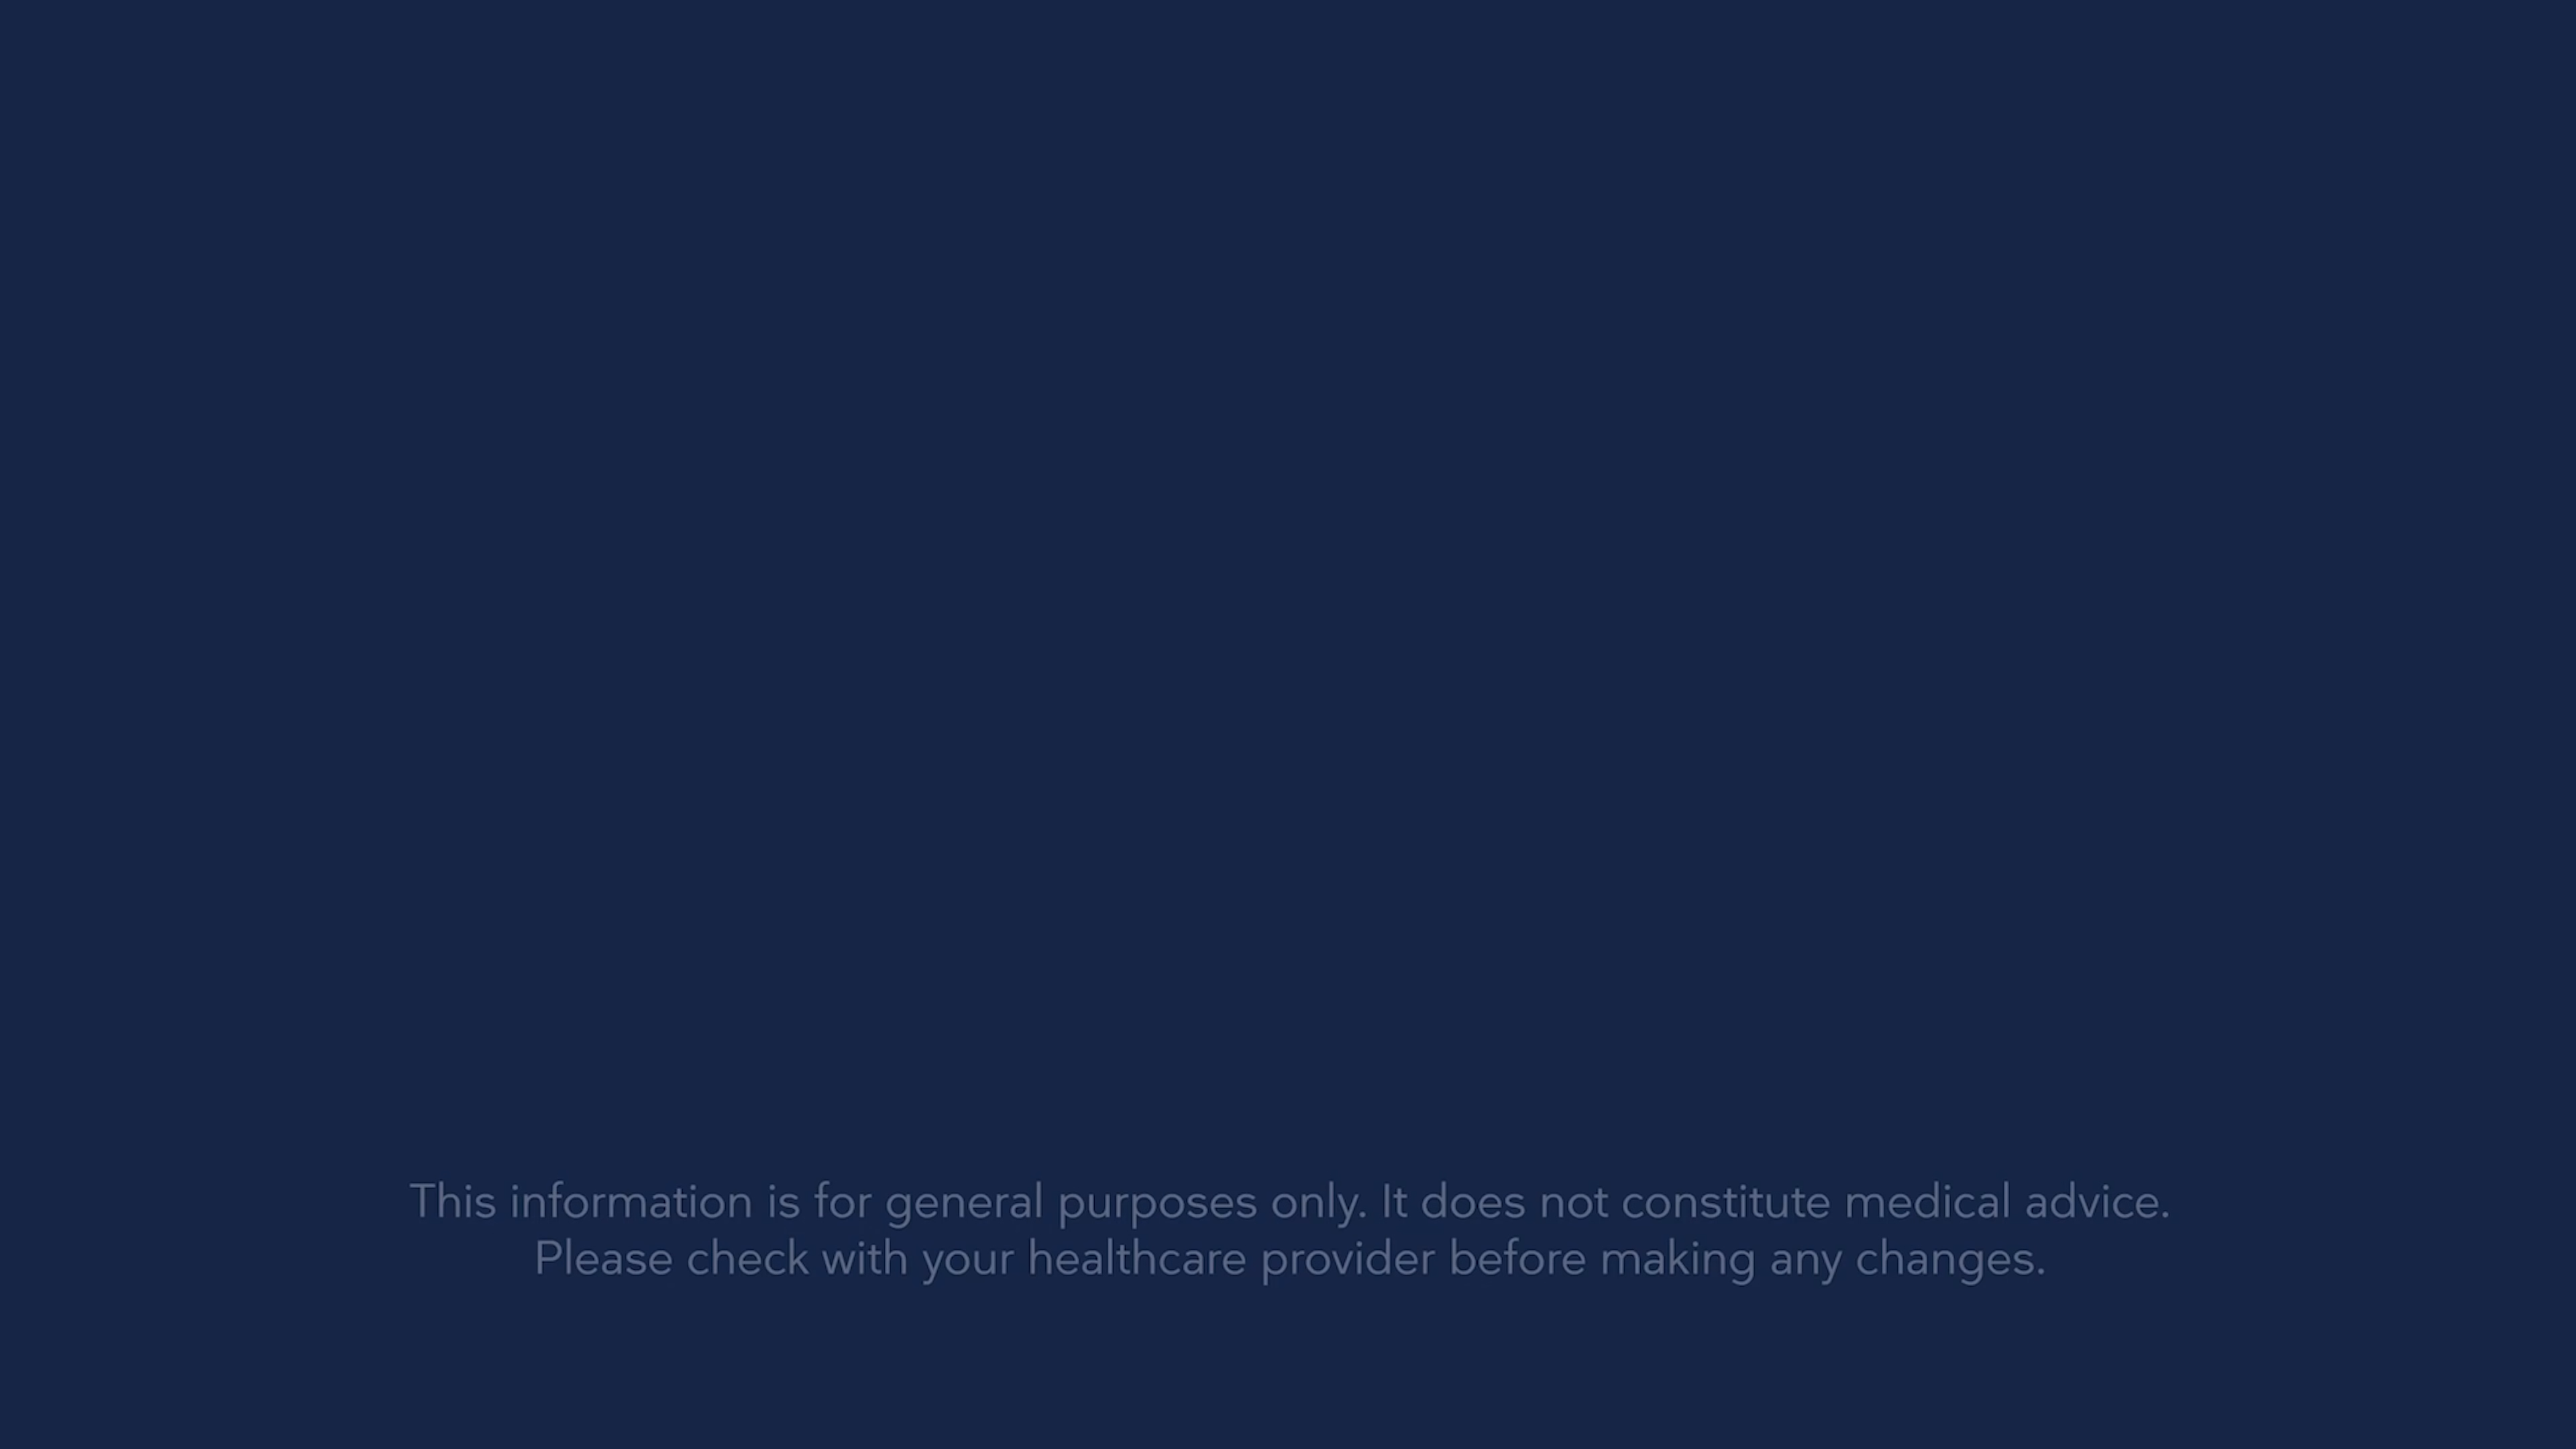 This information is for general purposes only. It does not constitute medical advice.
Please check with your healthcare provider before making any changes.